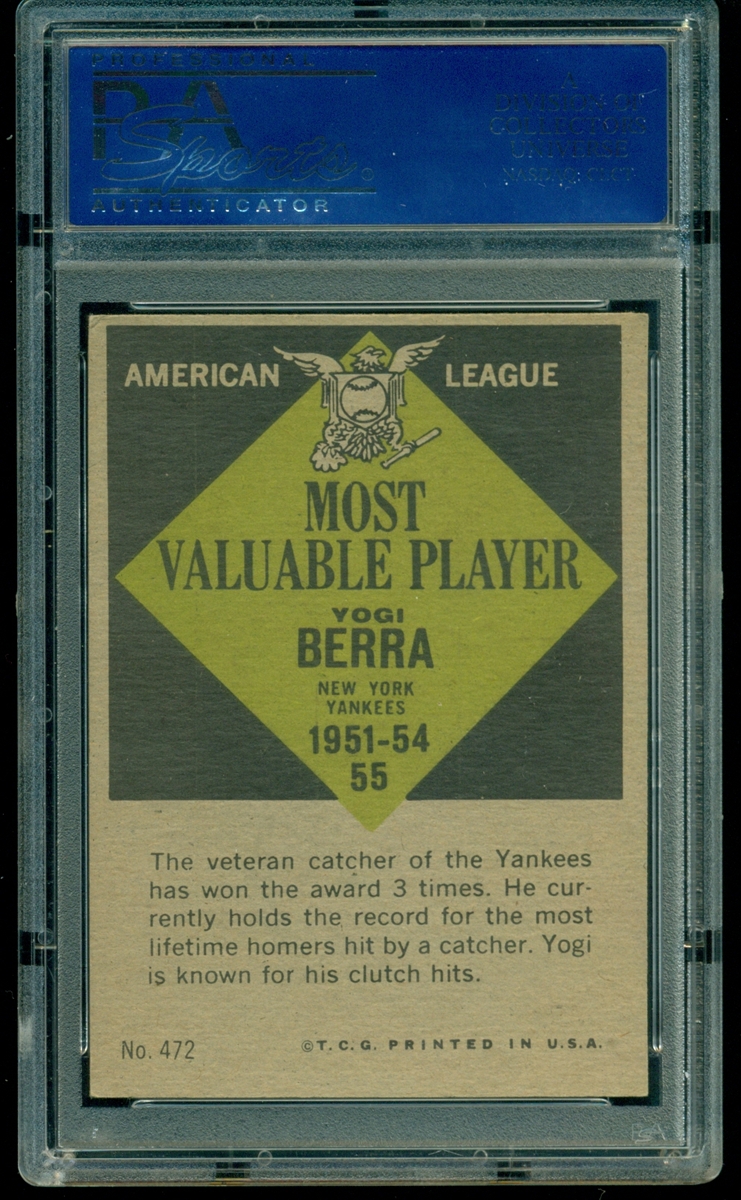 PROFESSIONAL
PSA
Sports
AUTHENTICATOR
A
DIVISION OF
COLLECTORS
UNIVERSE
NASDAQ: CLCT
AMERICAN LEAGUE
MOST
VALUABLE PLAYER
YOGI
BERRA
NEW YORK
YANKEES
1951-54
55
The veteran catcher of the Yankees
has won the award 3 times. He cur-
rently holds the record for the most
lifetime homers hit by a catcher. Yogi
is known for his clutch hits.
No. 472 ©T.C.G. PRINTED IN U.S.A.
PSA